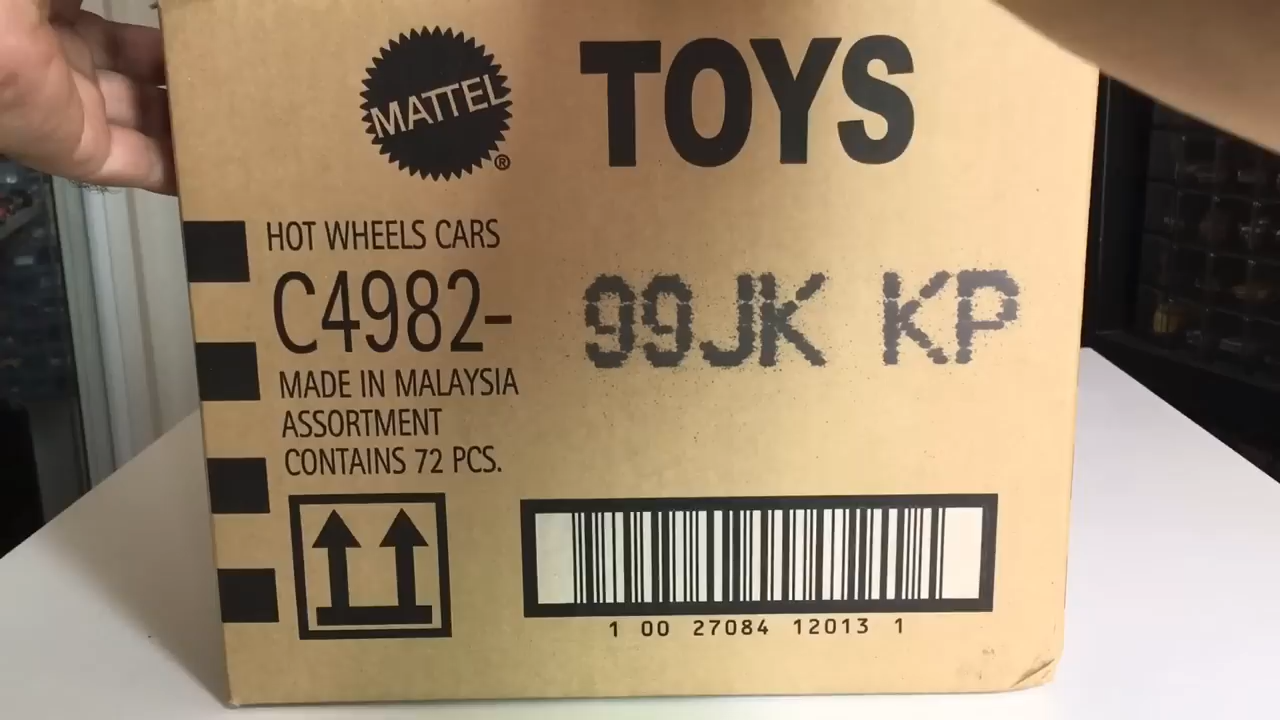 MATTEL® TOYS
HOT WHEELS CARS
C4982- 99JK KP
MADE IN MALAYSIA
ASSORTMENT
CONTAINS 72 PCS.
1 00 27084 12013 1